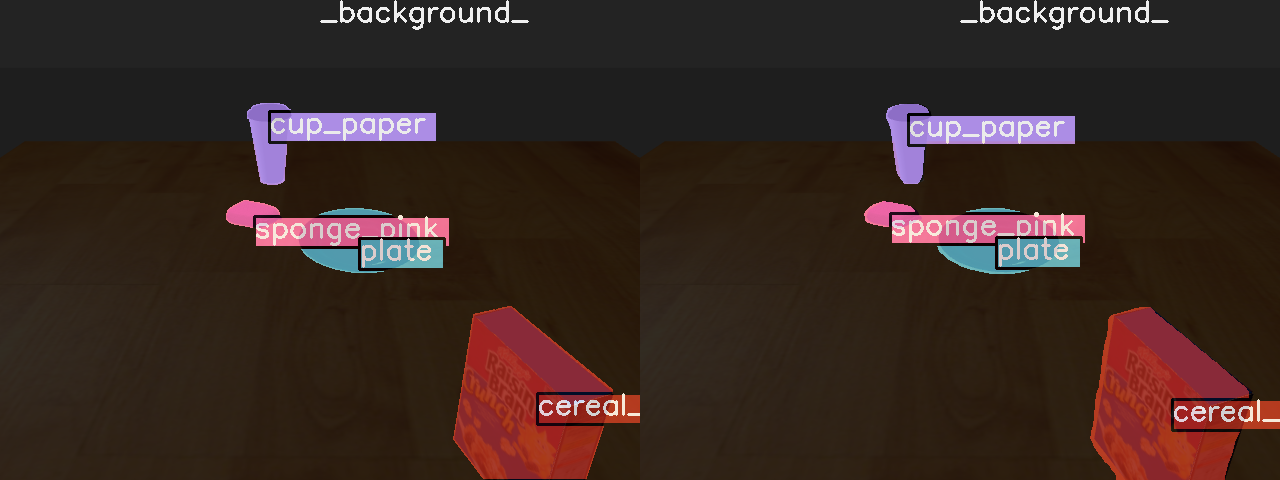 _background_
_background_
cup_paper
cup_paper
sponge_pink
sponge_pink
plate
plate
Raisin
Bran
Crunch
Raisin
Bran
Crunch
cereal_
cereal_